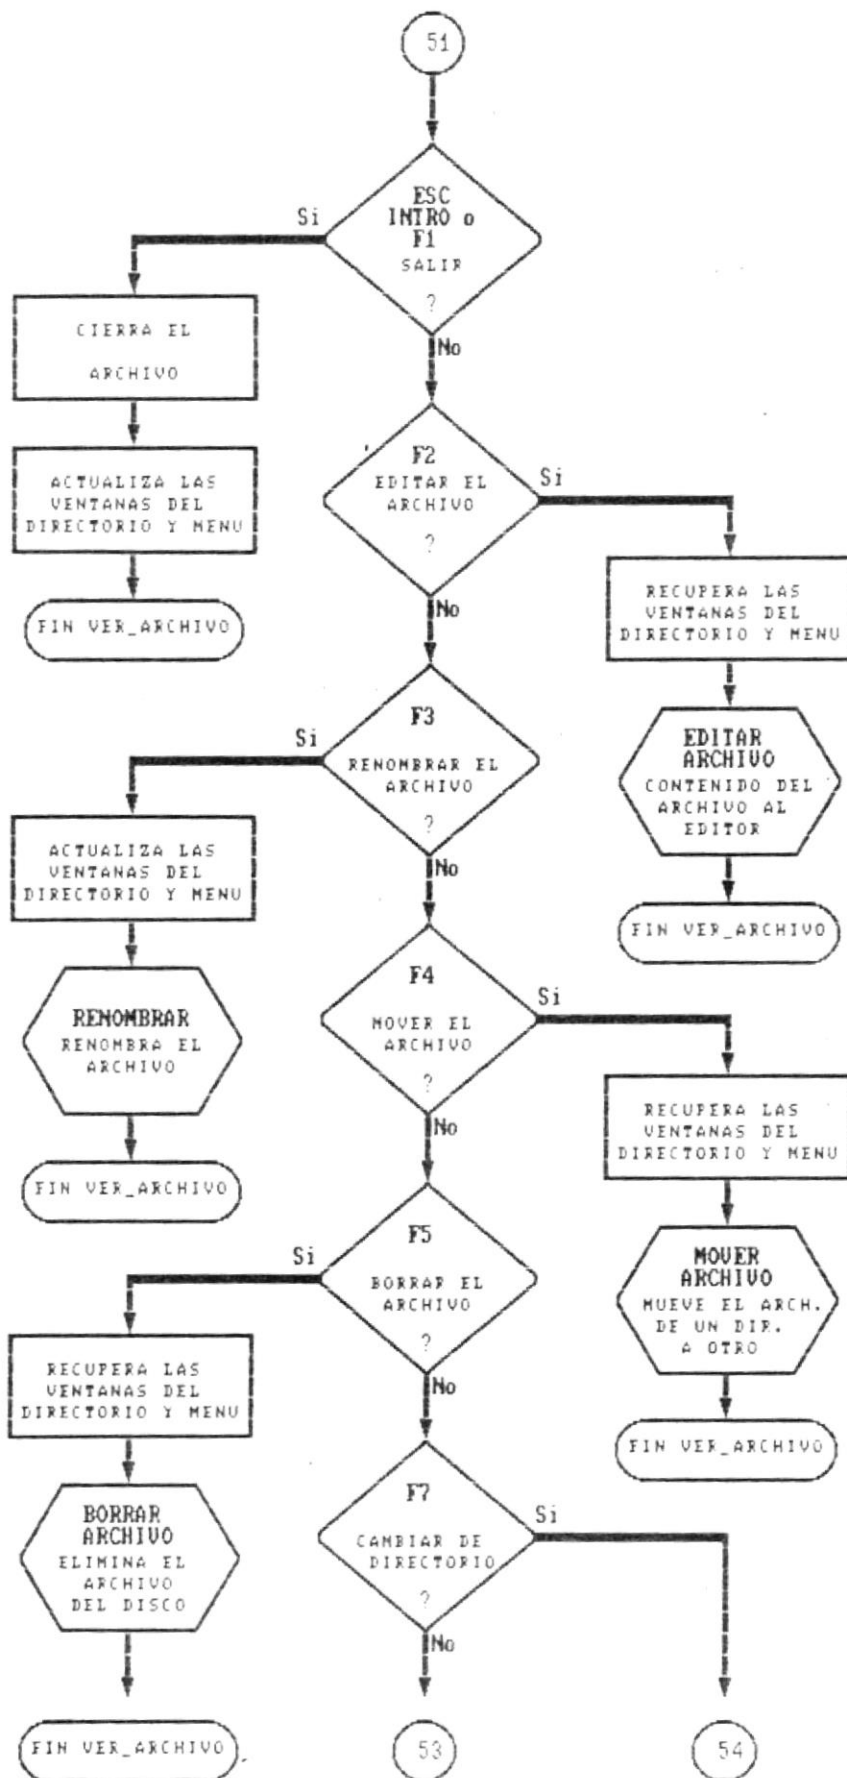 51
ESC
INTRO o
F1
SALIR
?
Si
No
CIERRA EL
ARCHIVO
ACTUALIZA LAS
VENTANAS DEL
DIRECTORIO Y MENU
FIN VER_ARCHIVO
F2
EDITAR EL
ARCHIVO
?
Si
No
RECUPERA LAS
VENTANAS DEL
DIRECTORIO Y MENU
EDITAR
ARCHIVO
CONTENIDO DEL
ARCHIVO AL
EDITOR
FIN VER_ARCHIVO
F3
RENOMBRAR EL
ARCHIVO
?
Si
No
ACTUALIZA LAS
VENTANAS DEL
DIRECTORIO Y MENU
RENOMBRAR
RENOMBRA EL
ARCHIVO
FIN VER_ARCHIVO
F4
MOVER EL
ARCHIVO
?
Si
No
RECUPERA LAS
VENTANAS DEL
DIRECTORIO Y MENU
MOVER
ARCHIVO
MUEVE EL ARCH.
DE UN DIR.
A OTRO
FIN VER_ARCHIVO
F5
BORRAR EL
ARCHIVO
?
Si
No
RECUPERA LAS
VENTANAS DEL
DIRECTORIO Y MENU
BORRAR
ARCHIVO
ELIMINA EL
ARCHIVO
DEL DISCO
FIN VER_ARCHIVO
F7
CAMBIAR DE
DIRECTORIO
?
Si
No
53
54